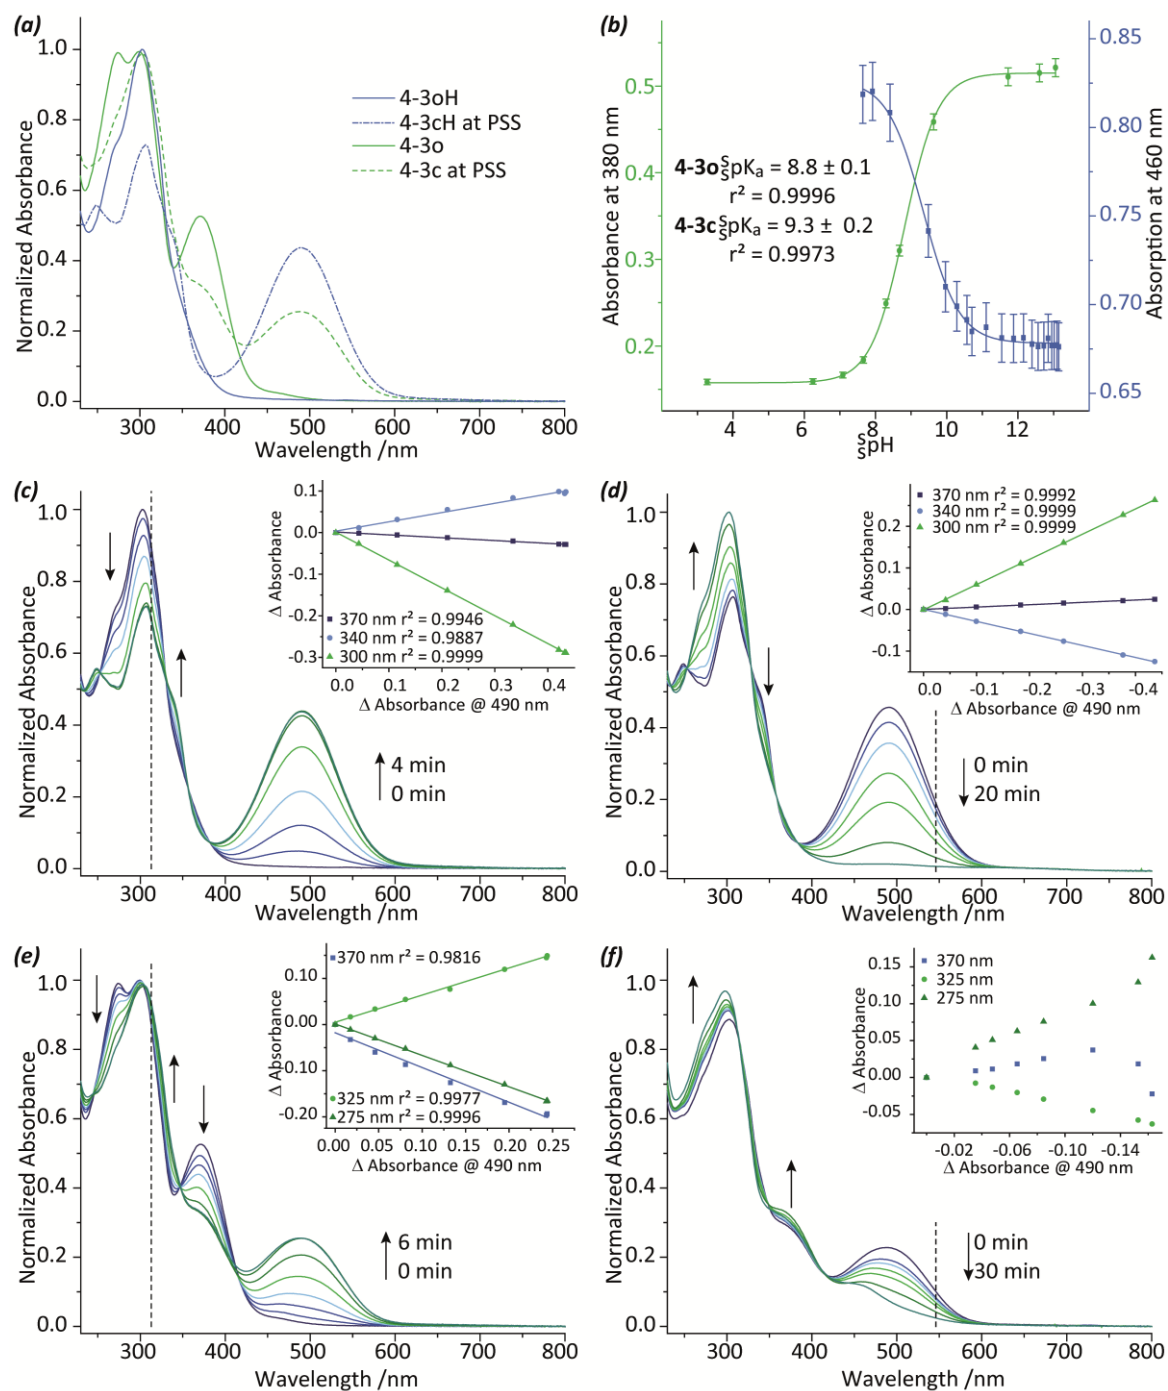 (a)
Normalized Absorbance
1.0
0.8
0.6
0.4
0.2
0.0
4-3oH
4-3cH at PSS
4-3o
4-3c at PSS
300 400 500 600 700 800
Wavelength /nm
(b)
Absorbance at 380 nm
0.5
0.4
0.3
0.2
4-3o s s pKa = 8.8 ± 0.1
r² = 0.9996
4-3c s s pKa = 9.3 ± 0.2
r² = 0.9973
0.85
0.80
0.75
0.70
0.65
Absorption at 460 nm
4 6 8 10 12
s s pH
(c)
Normalized Absorbance
1.0
0.8
0.6
0.4
0.2
0.0
Δ Absorbance
0.1
0.0
-0.1
-0.2
-0.3
370 nm r² = 0.9946
340 nm r² = 0.9887
300 nm r² = 0.9999
0.0 0.1 0.2 0.3 0.4
Δ Absorbance @ 490 nm
4 min
0 min
300 400 500 600 700 800
Wavelength /nm
(d)
Normalized Absorbance
1.0
0.8
0.6
0.4
0.2
0.0
Δ Absorbance
370 nm r² = 0.9992
340 nm r² = 0.9999
300 nm r² = 0.9999
0.2
0.1
0.0
-0.1
0.0 -0.1 -0.2 -0.3 -0.4
Δ Absorbance @ 490 nm
0 min
20 min
300 400 500 600 700 800
Wavelength /nm
(e)
Normalized Absorbance
1.0
0.8
0.6
0.4
0.2
0.0
Δ Absorbance
370 nm r² = 0.9816
0.10
0.00
-0.10
-0.20
325 nm r² = 0.9977
275 nm r² = 0.9996
0.00 0.05 0.10 0.15 0.20 0.25
Δ Absorbance @ 490 nm
6 min
0 min
300 400 500 600 700 800
Wavelength /nm
(f)
Normalized Absorbance
1.0
0.8
0.6
0.4
0.2
0.0
Δ Absorbance
0.15
0.10
0.05
0.00
-0.05
370 nm
325 nm
275 nm
-0.02 -0.06 -0.10 -0.14
Δ Absorbance @ 490 nm
0 min
30 min
300 400 500 600 700 800
Wavelength /nm